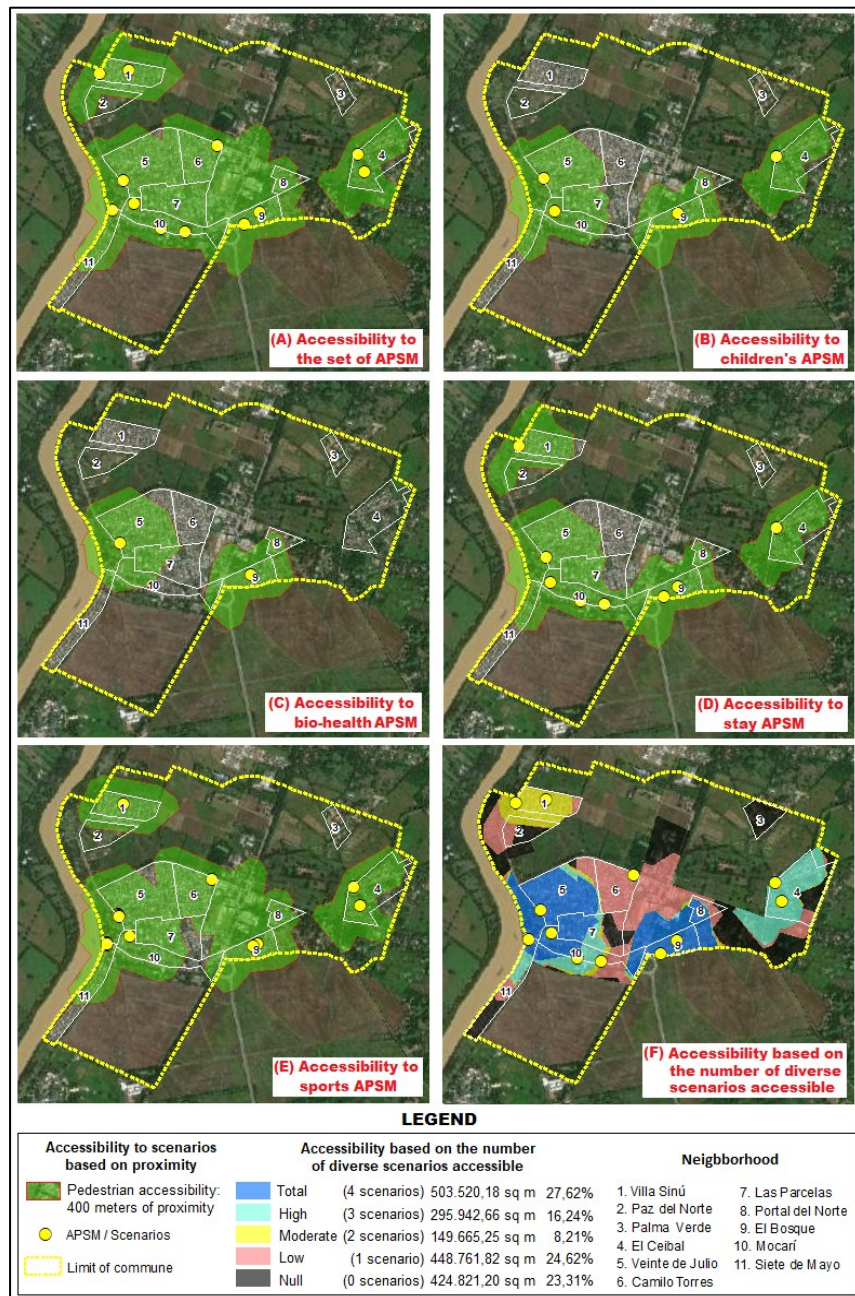 1
2
3
4
5
6
7
8
9
10
11
(A) Accessibility to
the set of APSM
1
2
3
4
5
6
7
8
9
10
11
(B) Accessibility to
children's APSM
1
2
3
4
5
6
7
8
9
10
11
(C) Accessibility to
bio-health APSM
1
2
3
4
5
6
7
8
9
10
11
(D) Accessibility to
stay APSM
1
2
3
4
5
6
7
8
9
10
11
(E) Accessibility to
sports APSM
1
2
3
4
5
6
7
8
9
10
11
(F) Accessibility based on
the number of diverse
scenarios accessible
LEGEND
Accessibility to scenarios
based on proximity
Pedestrian accessibility:
400 meters of proximity
APSM / Scenarios
Limit of commune
Accessibility based on the number
of diverse scenarios accessible
Total (4 scenarios) 503.520,18 sq m 27,62%
High (3 scenarios) 295.942,66 sq m 16,24%
Moderate (2 scenarios) 149.665,25 sq m 8,21%
Low (1 scenario) 448.761,82 sq m 24,62%
Null (0 scenarios) 424.821,20 sq m 23,31%
Neigbborhood
1. Villa Sinú
2. Paz del Norte
3. Palma Verde
4. El Ceibal
5. Veinte de Julio
6. Camilo Torres
7. Las Parcelas
8. Portal del Norte
9. El Bosque
10. Mocarí
11. Siete de Mayo